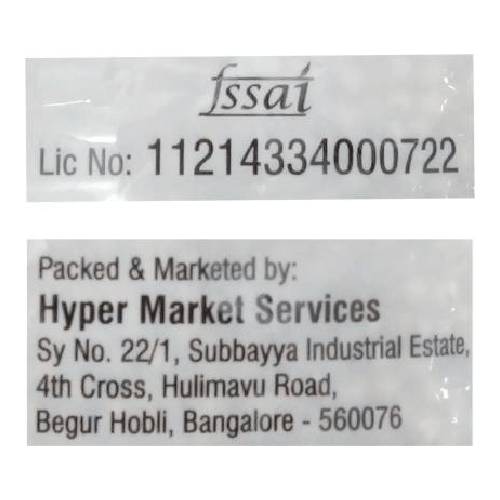 fssai
Lic No: 11214334000722
Packed & Marketed by:
Hyper Market Services
Sy No. 22/1, Subbayya Industrial Estate,
4th Cross, Hulimavu Road,
Begur Hobli, Bangalore - 560076